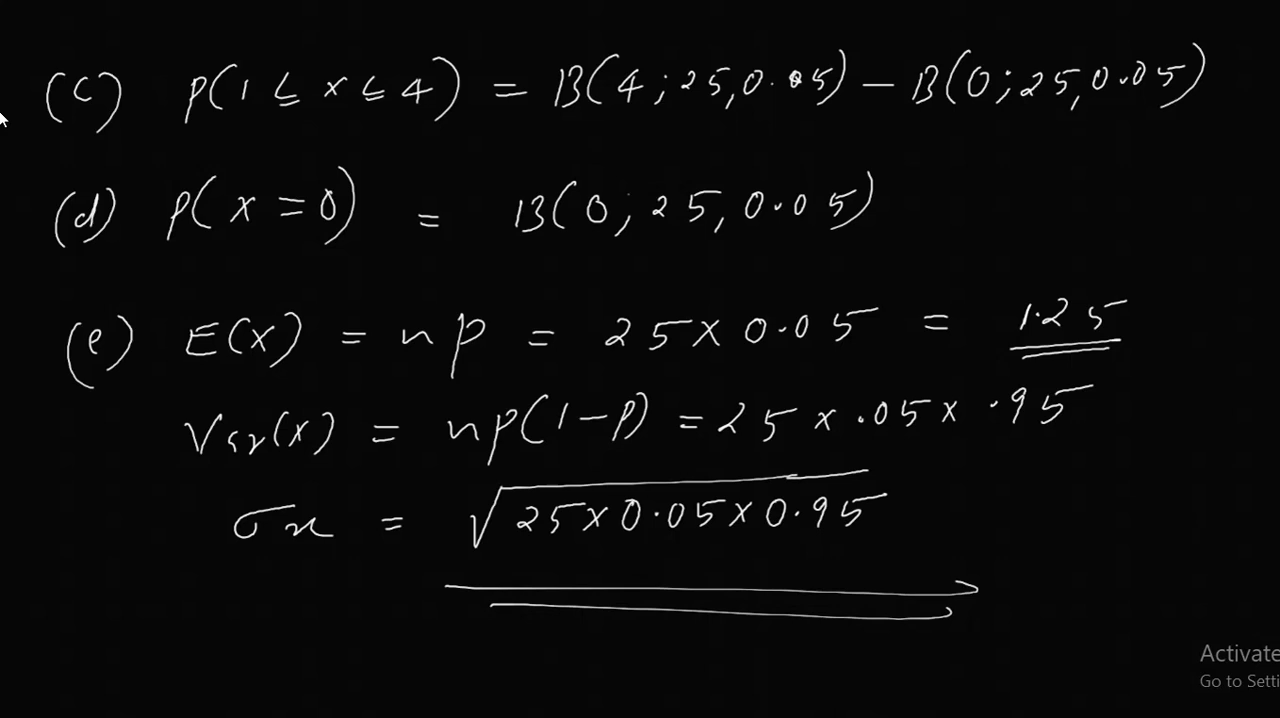 (c) P(1 ≤ x ≤ 4) = B(4; 25, 0.05) – B(0; 25, 0.05)
(d) P(x = 0) = B(0; 25, 0.05)
(e) E(x) = np = 25 × 0.05 = 1.25
Var(x) = np(1-p) = 25 × .05 × .95
σx = √25×0.05×0.95
Activate
Go to Setti